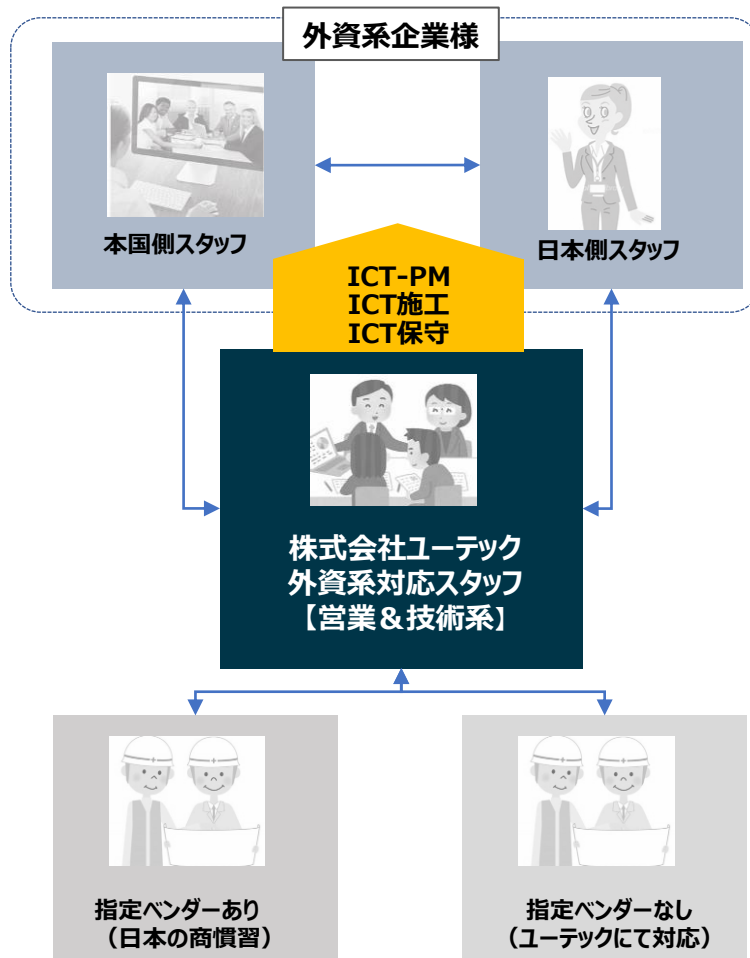 外資系企業様
本国側スタッフ
日本側スタッフ
ICT-PM
ICT施工
ICT保守
株式会社ユーテック
外資系対応スタッフ
【営業＆技術系】
指定ベンダーあり
（日本の商慣習）
指定ベンダーなし
（ユーテックにて対応）